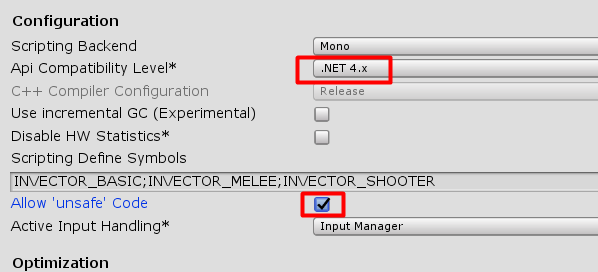 Configuration
Scripting Backend Mono
Api Compatibility Level* .NET 4.x
C++ Compiler Configuration Release
Use incremental GC (Experimental)
Disable HW Statistics*
Scripting Define Symbols
INVECTOR_BASIC;INVECTOR_MELEE;INVECTOR_SHOOTER
Allow 'unsafe' Code
Active Input Handling* Input Manager
Optimization